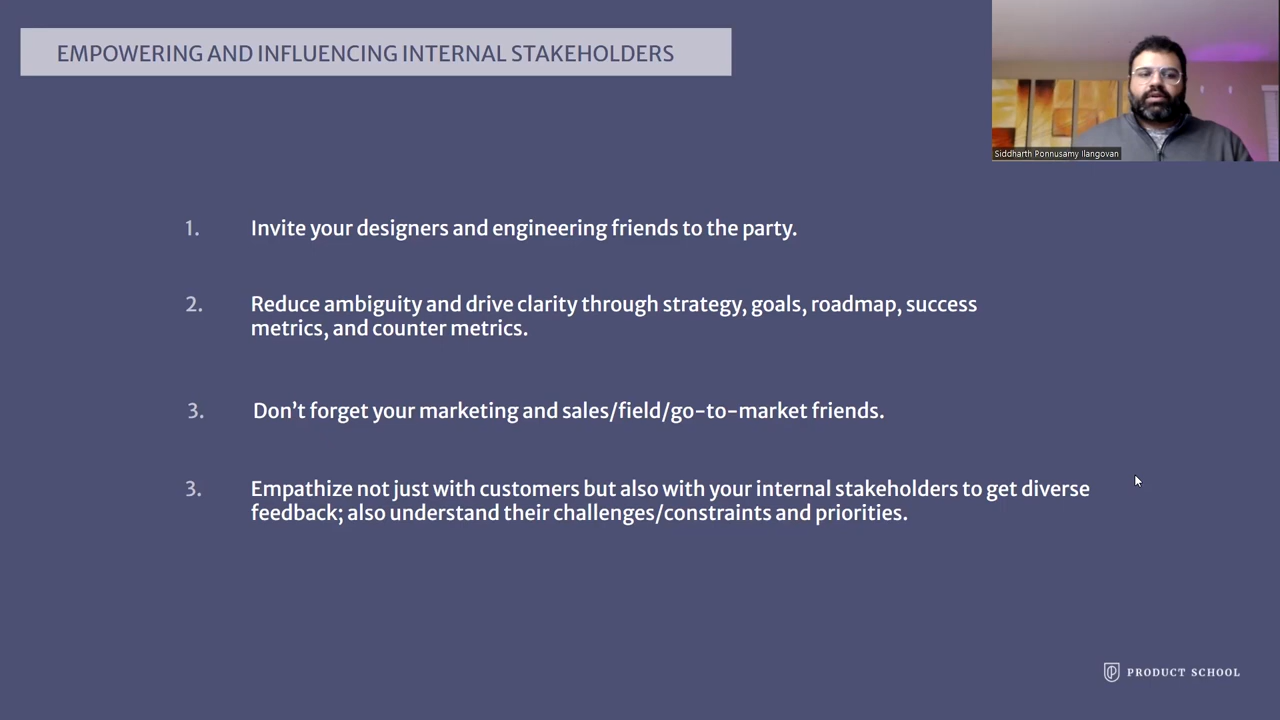 EMPOWERING AND INFLUENCING INTERNAL STAKEHOLDERS
Siddharth Ponnusamy Ilangovan
1. Invite your designers and engineering friends to the party.
2. Reduce ambiguity and drive clarity through strategy, goals, roadmap, success
metrics, and counter metrics.
3. Don’t forget your marketing and sales/field/go-to-market friends.
3. Empathize not just with customers but also with your internal stakeholders to get diverse
feedback; also understand their challenges/constraints and priorities.
PRODUCT SCHOOL